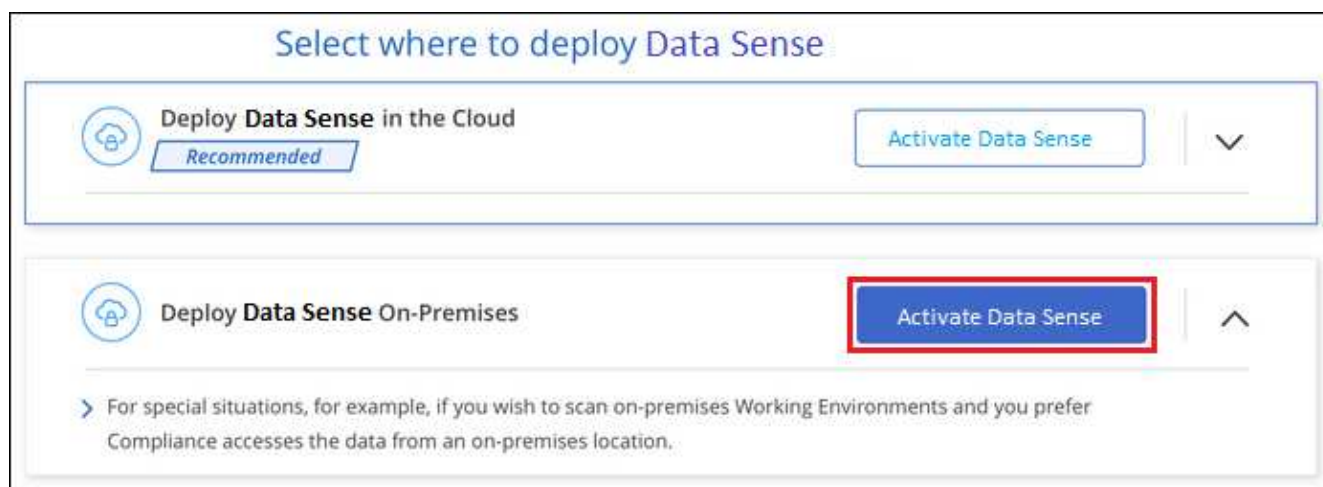 Select where to deploy Data Sense
Deploy Data Sense in the Cloud
Recommended
Activate Data Sense
Deploy Data Sense On-Premises
Activate Data Sense
For special situations, for example, if you wish to scan on-premises Working Environments and you prefer
Compliance accesses the data from an on-premises location.